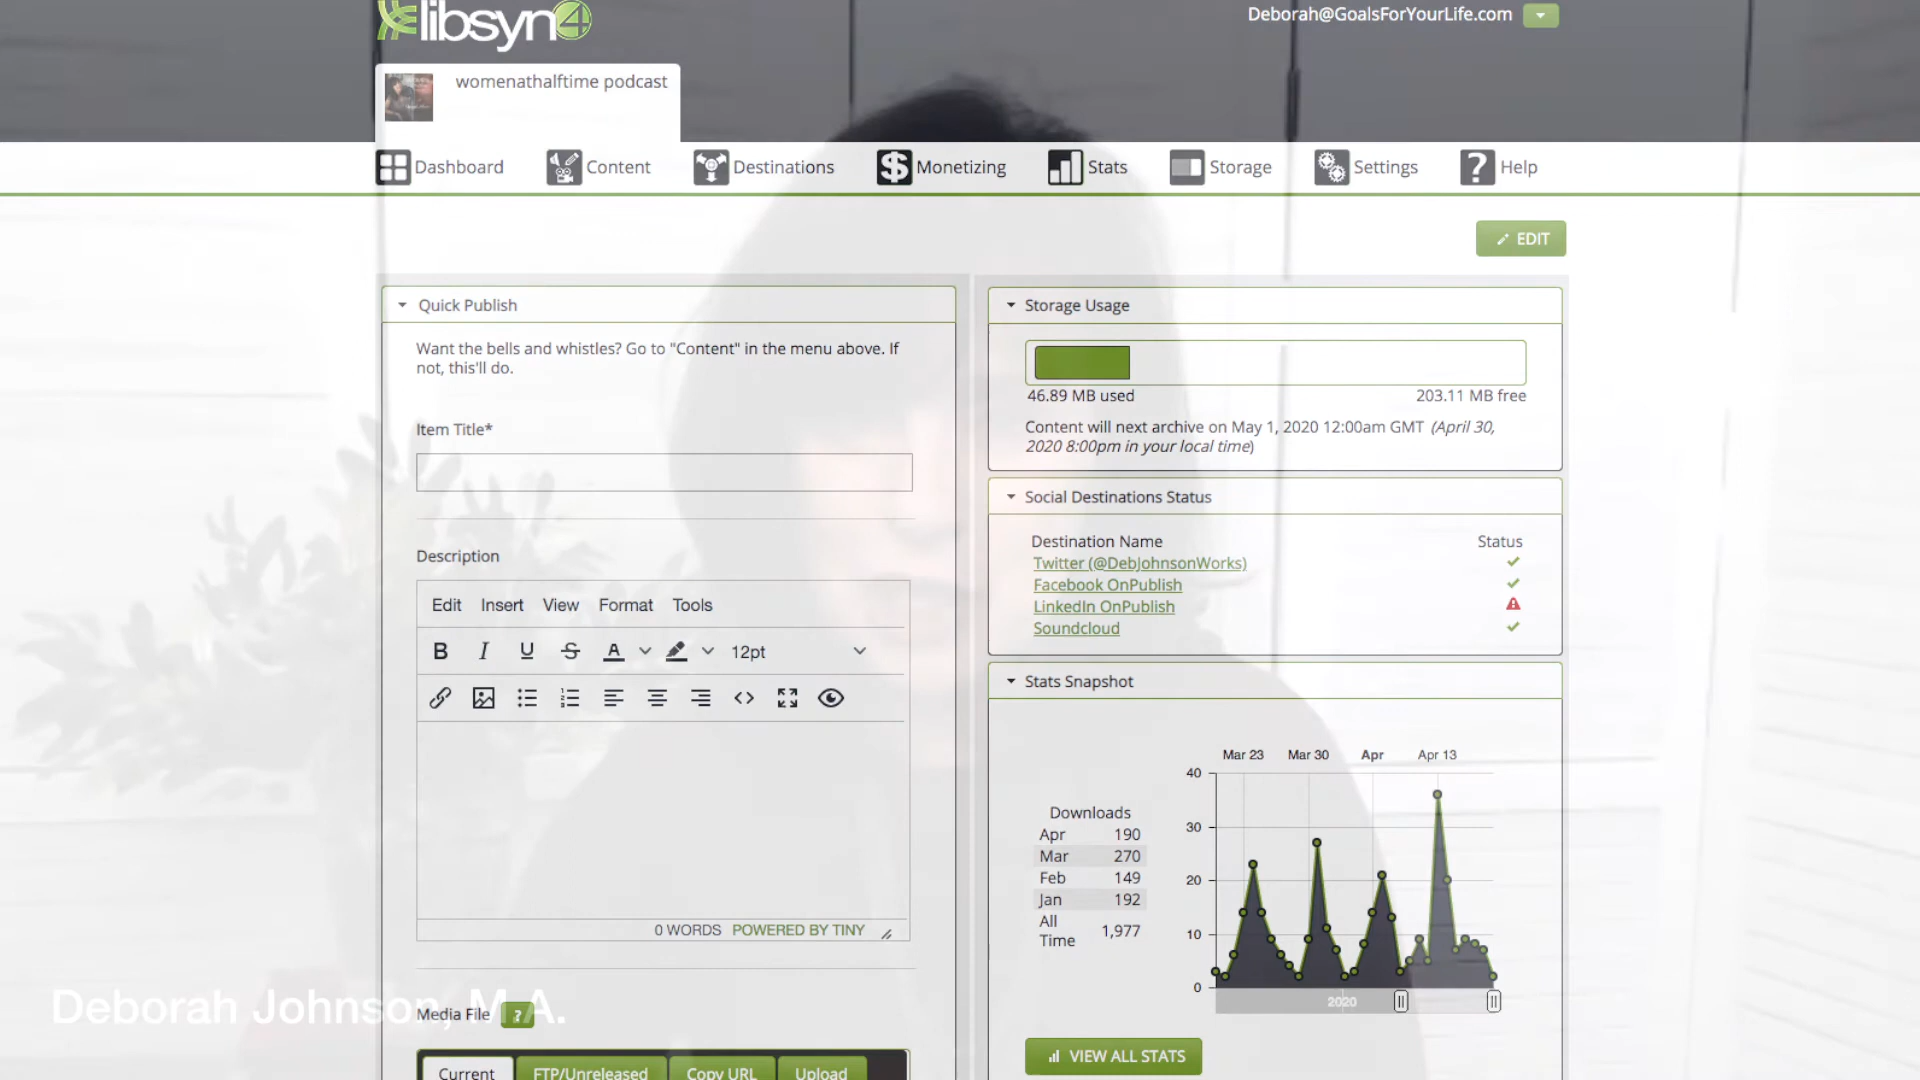 libsyn4
Deborah@GoalsForYourLife.com
womenathalftime podcast
Dashboard
Content
Destinations
Monetizing
Stats
Storage
Settings
Help
EDIT
Quick Publish
Want the bells and whistles? Go to "Content" in the menu above. If
not, this'll do.
Item Title*
Description
Edit Insert View Format Tools
B I U S A 12pt
0 WORDS POWERED BY TINY
Media File ?
Current FTP/Unreleased Copy URL Upload
Storage Usage
46.89 MB used 203.11 MB free
Content will next archive on May 1, 2020 12:00am GMT (April 30,
2020 8:00pm in your local time)
Social Destinations Status
Destination Name Status
Twitter (@DebJohnsonWorks)
Facebook OnPublish
LinkedIn OnPublish
Soundcloud
Stats Snapshot
Downloads
Apr 190
Mar 270
Feb 149
Jan 192
All
Time 1,977
Mar 23 Mar 30 Apr Apr 13
40
30
20
10
0
2020
VIEW ALL STATS
Deborah Johnson, M.A.